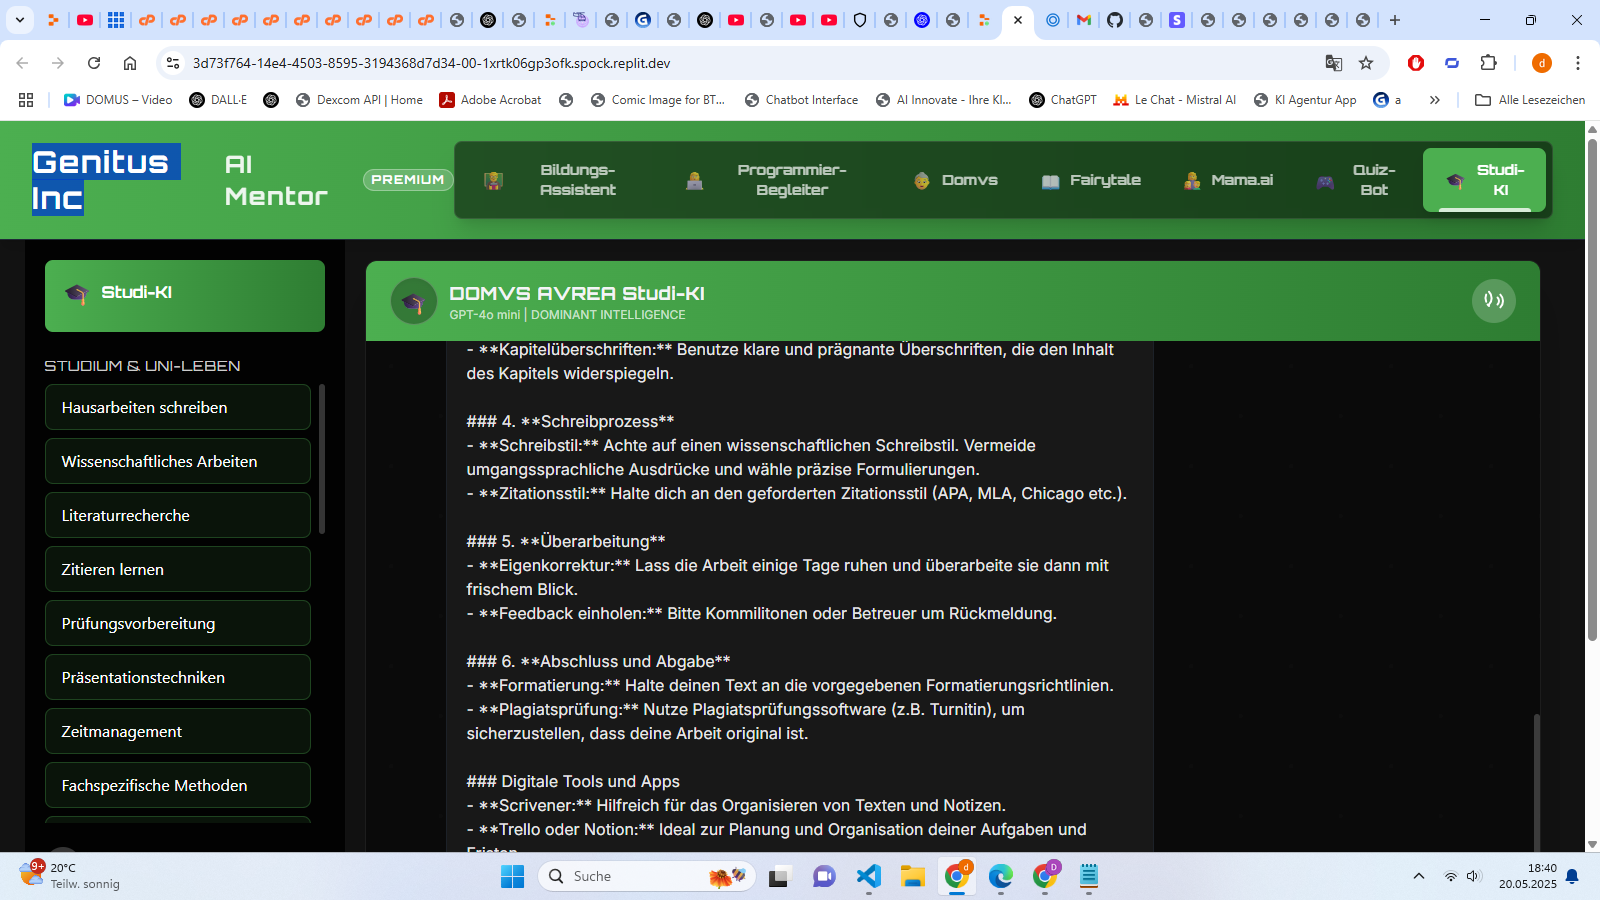 3d73f764-14e4-4503-8595-3194368d7d34-00-1xrtk06gp3ofk.spock.replit.dev
d
DOMUS – Video
DALL·E
Dexcom API | Home
Adobe Acrobat
Comic Image for BT...
Chatbot Interface
AI Innovate - Ihre KI...
ChatGPT
Le Chat - Mistral AI
KI Agentur App
a
Alle Lesezeichen
Genitus
Inc
AI
Mentor
PREMIUM
Bildungs-
Assistent
Programmier-
Begleiter
Domvs
Fairytale
Mama.ai
Quiz-
Bot
Studi-
KI
Studi-KI
STUDIUM & UNI-LEBEN
Hausarbeiten schreiben
Wissenschaftliches Arbeiten
Literaturrecherche
Zitieren lernen
Prüfungsvorbereitung
Präsentationstechniken
Zeitmanagement
Fachspezifische Methoden
DOMVS AVREA Studi-KI
GPT-4o mini | DOMINANT INTELLIGENCE
- **Kapitelüberschriften:** Benutze klare und prägnante Überschriften, die den Inhalt
des Kapitels widerspiegeln.
### 4. **Schreibprozess**
- **Schreibstil:** Achte auf einen wissenschaftlichen Schreibstil. Vermeide
umgangssprachliche Ausdrücke und wähle präzise Formulierungen.
- **Zitationsstil:** Halte dich an den geforderten Zitationsstil (APA, MLA, Chicago etc.).
### 5. **Überarbeitung**
- **Eigenkorrektur:** Lass die Arbeit einige Tage ruhen und überarbeite sie dann mit
frischem Blick.
- **Feedback einholen:** Bitte Kommilitonen oder Betreuer um Rückmeldung.
### 6. **Abschluss und Abgabe**
- **Formatierung:** Halte deinen Text an die vorgegebenen Formatierungsrichtlinien.
- **Plagiatsprüfung:** Nutze Plagiatsprüfungssoftware (z.B. Turnitin), um
sicherzustellen, dass deine Arbeit original ist.
### Digitale Tools und Apps
- **Scrivener:** Hilfreich für das Organisieren von Texten und Notizen.
- **Trello oder Notion:** Ideal zur Planung und Organisation deiner Aufgaben und
Fristen
9+
20°C
Teilw. sonnig
Suche
d
D
18:40
20.05.2025